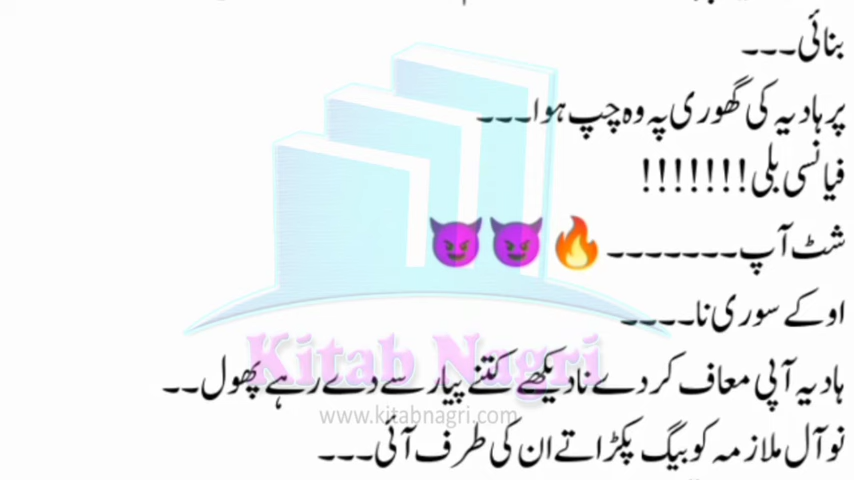 بنائی۔۔۔
پر ہادیہ کی گھوری پہ وہ چپ ہوا۔۔۔
فیانسی بلی!!!!!!!
شٹ آپ۔۔۔۔۔۔۔🔥😈😈
اوکے سوری نا۔۔۔۔
ہادیہ آپی معاف کر دے نا دیکھے کتنے پیار سے دے رہے پھول۔۔
نو آل ملازمہ کو بیگ پکڑاتے ان کی طرف آئی۔۔۔
Kitab Nagri
www.kitabnagri.com